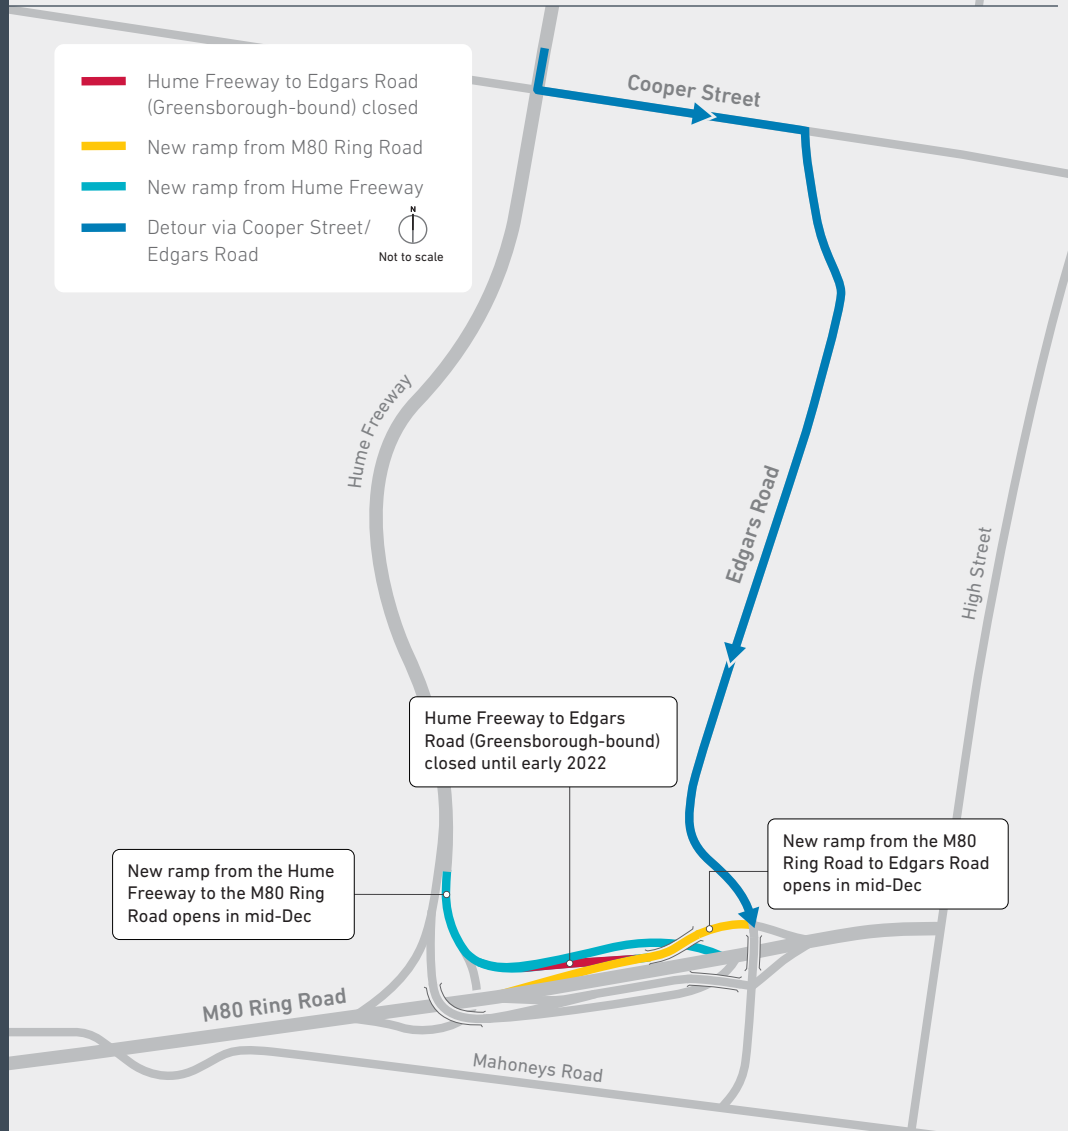 Hume Freeway to Edgars Road
(Greensborough-bound) closed
New ramp from M80 Ring Road
New ramp from Hume Freeway
Detour via Cooper Street/
Edgars Road
N
Not to scale
Cooper Street
Hume Freeway
Edgars Road
High Street
Hume Freeway to Edgars
Road (Greensborough-bound)
closed until early 2022
New ramp from the M80
Ring Road to Edgars Road
opens in mid-Dec
New ramp from the Hume
Freeway to the M80 Ring
Road opens in mid-Dec
M80 Ring Road
Mahoneys Road